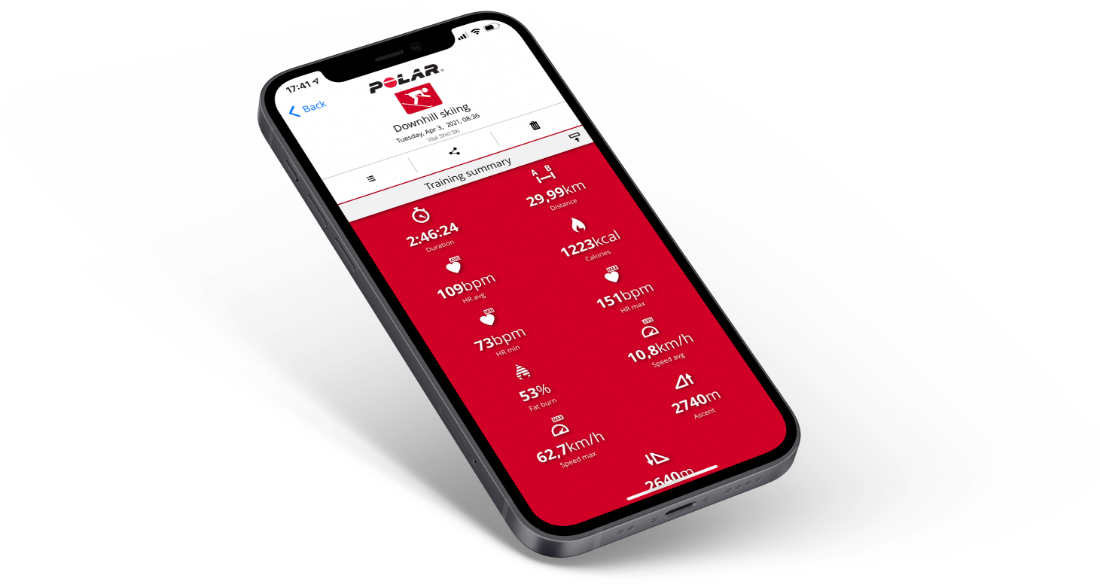 17:41
Back
POLAR
Downhill skiing
Tuesday, Apr 3, 2021, 08:36
Training summary
A B
2:46:24
Duration
29,99km
Distance
AVG
109bpm
HR avg
1223kcal
Calories
MIN
73bpm
HR min
MAX
151bpm
HR max
53%
Fat burn
AVG
10,8km/h
Speed avg
MAX
62,7km/h
Speed max
2740m
Ascent
2640m